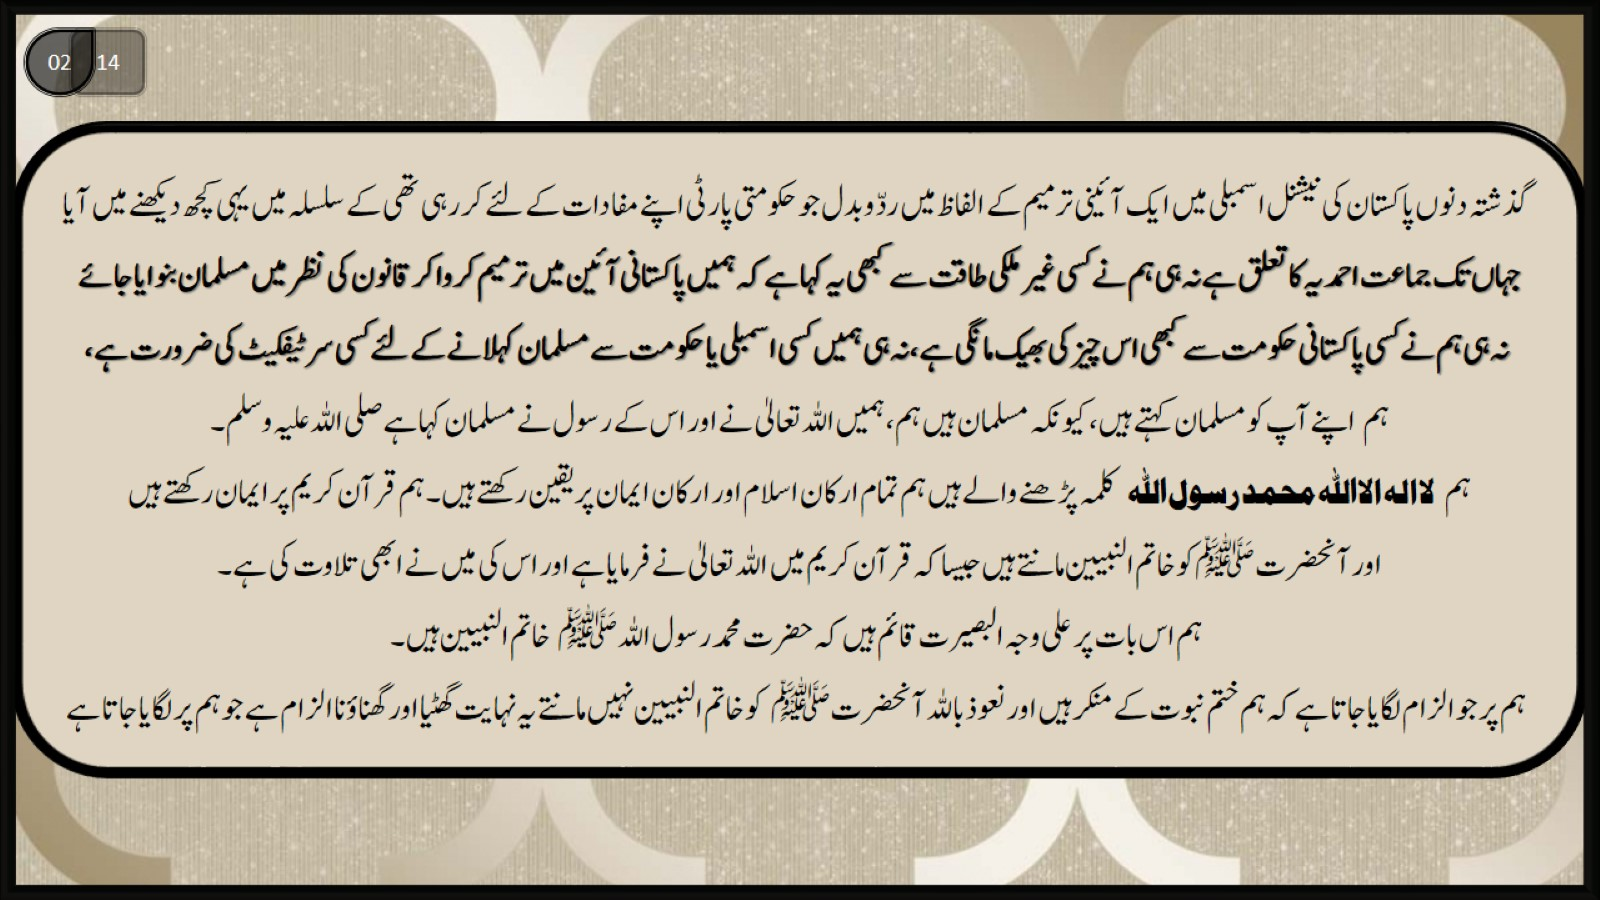 02 14
گذشتہ دنوں پاکستان کی نیشنل اسمبلی میں ایک آئینی ترمیم کے الفاظ میں ردّ و بدل جو حکومتی پارٹی اپنے مفادات کے لئے کر رہی تھی کے سلسلہ میں یہی کچھ دیکھنے میں آیا
جہاں تک جماعت احمدیہ کا تعلق ہے نہ ہی ہم نے کسی غیر ملکی طاقت سے کبھی یہ کہا ہے کہ ہمیں پاکستانی آئین میں ترمیم کروا کر قانون کی نظر میں مسلمان بنوایا جائے
نہ ہی ہم نے کسی پاکستانی حکومت سے کبھی اس چیز کی بھیک مانگی ہے، نہ ہی ہمیں کسی اسمبلی یا حکومت سے مسلمان کہلانے کے لئے کسی سرٹیفکیٹ کی ضرورت ہے،
ہم اپنے آپ کو مسلمان کہتے ہیں، کیونکہ مسلمان ہیں ہم، ہمیں اللہ تعالیٰ نے اور اس کے رسول نے مسلمان کہا ہے صلی اللہ علیہ وسلم۔
ہم لا الہ الا اللہ محمد رسول اللہ کلمہ پڑھنے والے ہیں ہم تمام ارکان اسلام اور ارکان ایمان پر یقین رکھتے ہیں۔ ہم قرآن کریم پر ایمان رکھتے ہیں
اور آنحضرت ﷺ کو خاتم النبیین مانتے ہیں جیسا کہ قرآن کریم میں اللہ تعالیٰ نے فرمایا ہے اور اس کی میں نے ابھی تلاوت کی ہے۔
ہم اس بات پر علی وجہ البصیرت قائم ہیں کہ حضرت محمد رسول اللہ ﷺ خاتم النبیین ہیں۔
ہم پر جو الزام لگایا جاتا ہے کہ ہم ختم نبوت کے منکر ہیں اور نعوذ باللہ آنحضرت ﷺ کو خاتم النبیین نہیں مانتے یہ نہایت گھٹیا اور گھناؤنا الزام ہے جو ہم پر لگایا جاتا ہے